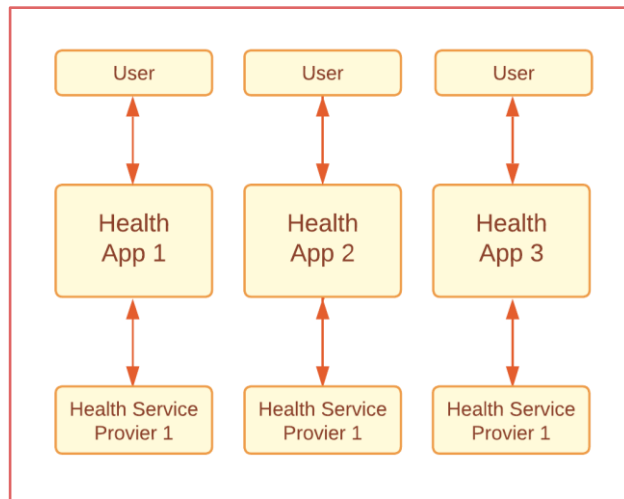 User
User
User
Health
App 1
Health
App 2
Health
App 3
Health Service
Provier 1
Health Service
Provier 1
Health Service
Provier 1